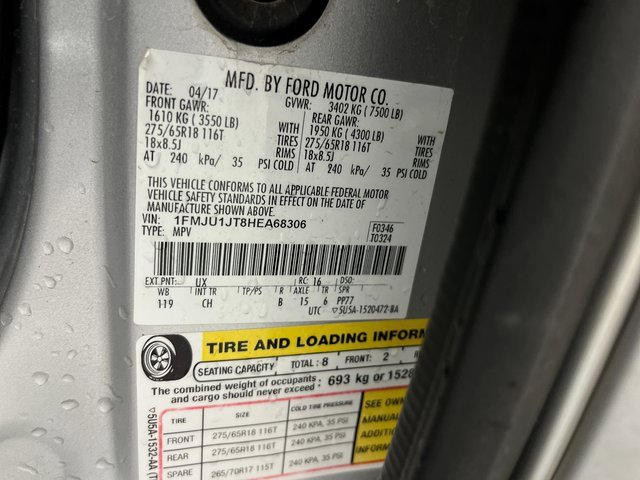 MFD. BY FORD MOTOR CO.
DATE: 04/17 GVWR: 3402 KG ( 7500 LB)
FRONT GAWR: REAR GAWR:
1610 KG ( 3550 LB) WITH 1950 KG ( 4300 LB) WITH
275/65R18 116T TIRES 275/65R18 116T TIRES
18x8.5J RIMS 18x8.5J RIMS
AT 240 kPa/ 35 PSI COLD AT 240 kPa/ 35 PSI COLD
THIS VEHICLE CONFORMS TO ALL APPLICABLE FEDERAL MOTOR
VEHICLE SAFETY STANDARDS IN EFFECT ON THE DATE OF
MANUFACTURE SHOWN ABOVE.
VIN: 1FMJU1JT8HEA68306 F0346
TYPE: MPV T0324
EXT PNT: UX RC: 16 DSO:
WB INT TR TP/PS R AXLE TR SPR
119 CH B 15 6 PP77
UTC ▽5U5A-1520472-BA
TIRE AND LOADING INFORM
SEATING CAPACITY TOTAL: 8 FRONT: 2 R
The combined weight of occupants and cargo should never exceed: 693 kg or 1528
TIRE SIZE COLD TIRE PRESSURE SEE OWN
FRONT 275/65R18 116T 240 KPA, 35 PSI MANUAL
REAR 275/65R18 116T 240 KPA, 35 PSI ADDITIO
SPARE 265/70R17 115T 240 KPA, 35 PSI INFOR
▽5U5A-1532-AA (T